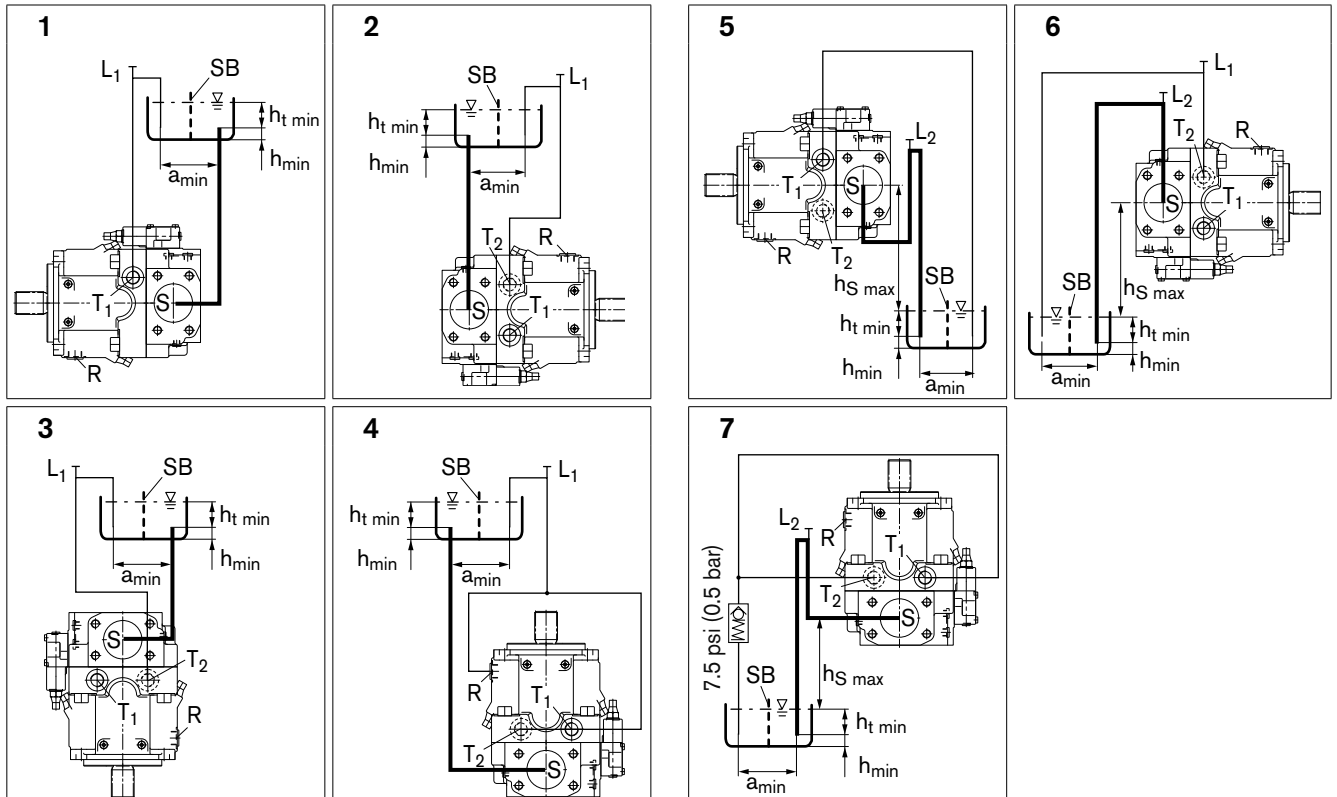 1
L1
SB
ht min
hmin
amin
T1
S
R
2
SB
L1
ht min
hmin
amin
T2
R
S
T1
5
L2
T1
S
R
T2
hS max
SB
ht min
hmin
amin
6
L1
L2
T2
R
S
T1
hS max
SB
ht min
hmin
amin
3
L1
SB
ht min
hmin
amin
S
T2
T1
R
4
SB
L1
ht min
hmin
amin
R
T1
T2
S
7
L2
R
T1
T2
S
7.5 psi (0.5 bar)
hS max
SB
ht min
hmin
amin